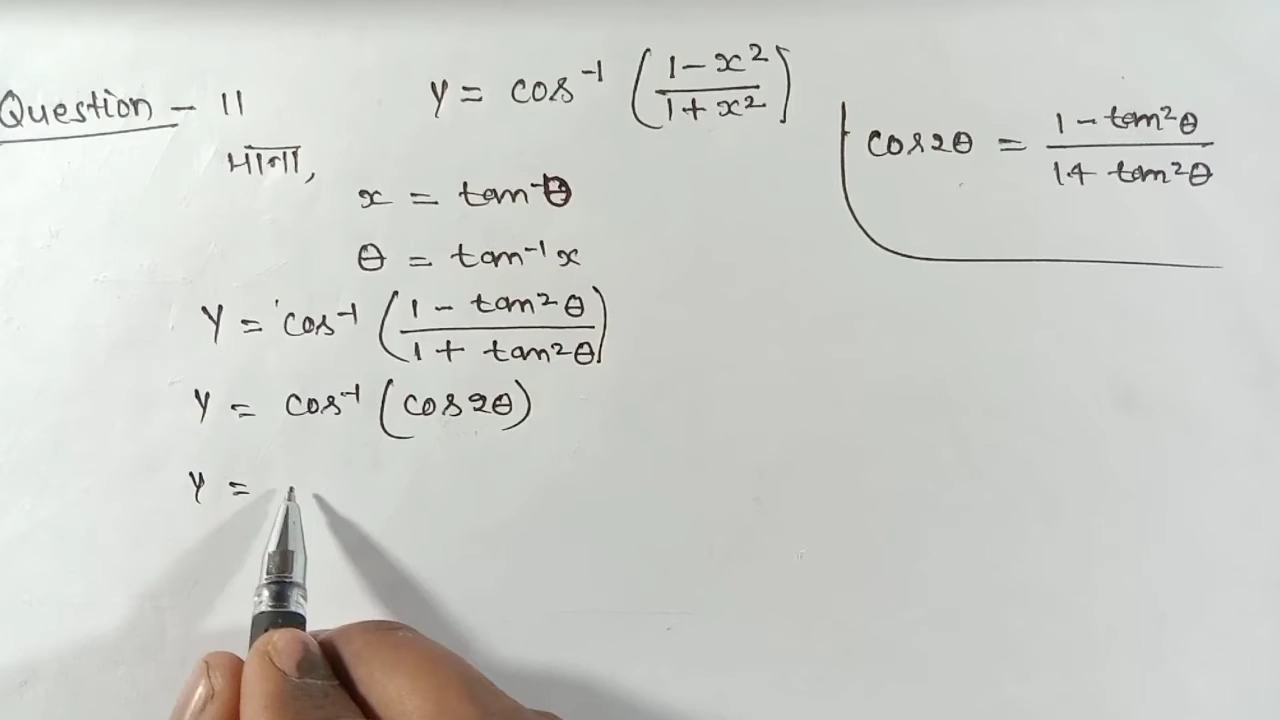 Question - 11
y = cos⁻¹ (1 - x² / 1 + x²)
cos2θ = 1 - tan²θ / 1 + tan²θ
माना,
x = tanθ
θ = tan⁻¹x
y = cos⁻¹ (1 - tan²θ / 1 + tan²θ)
y = cos⁻¹ (cos2θ)
y =